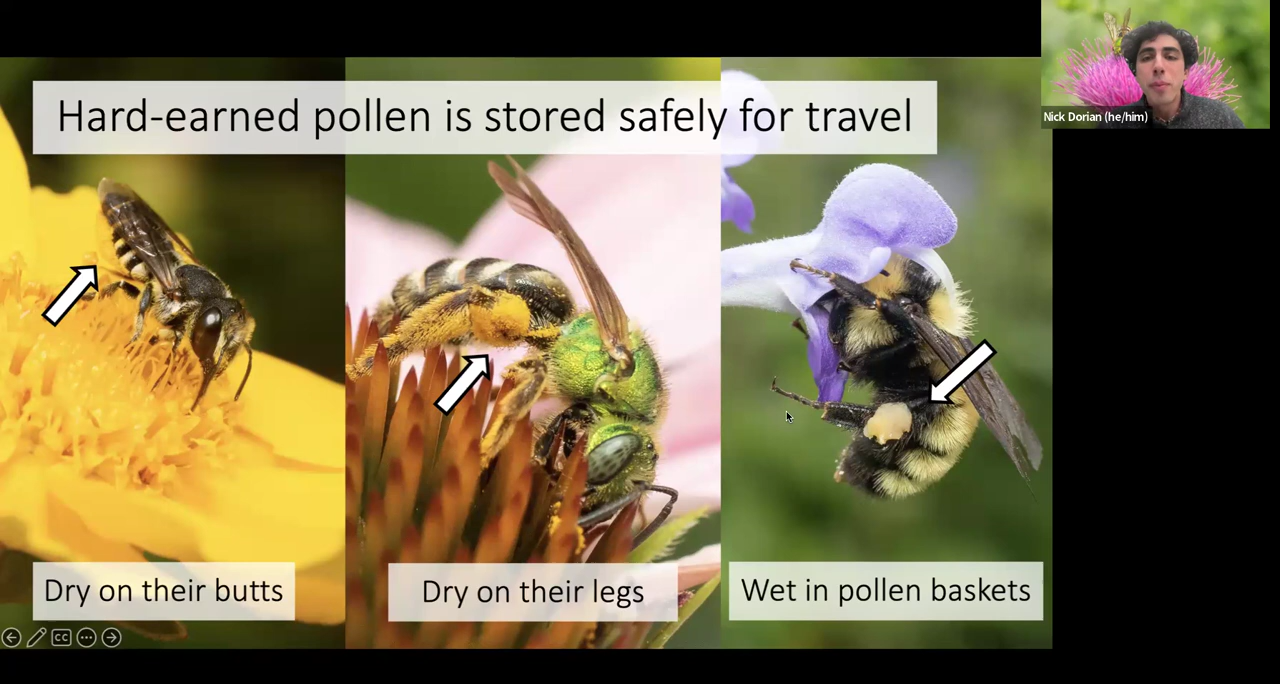 Hard-earned pollen is stored safely for travel
Nick Dorian (he/him)
Dry on their butts
Dry on their legs
Wet in pollen baskets
CC